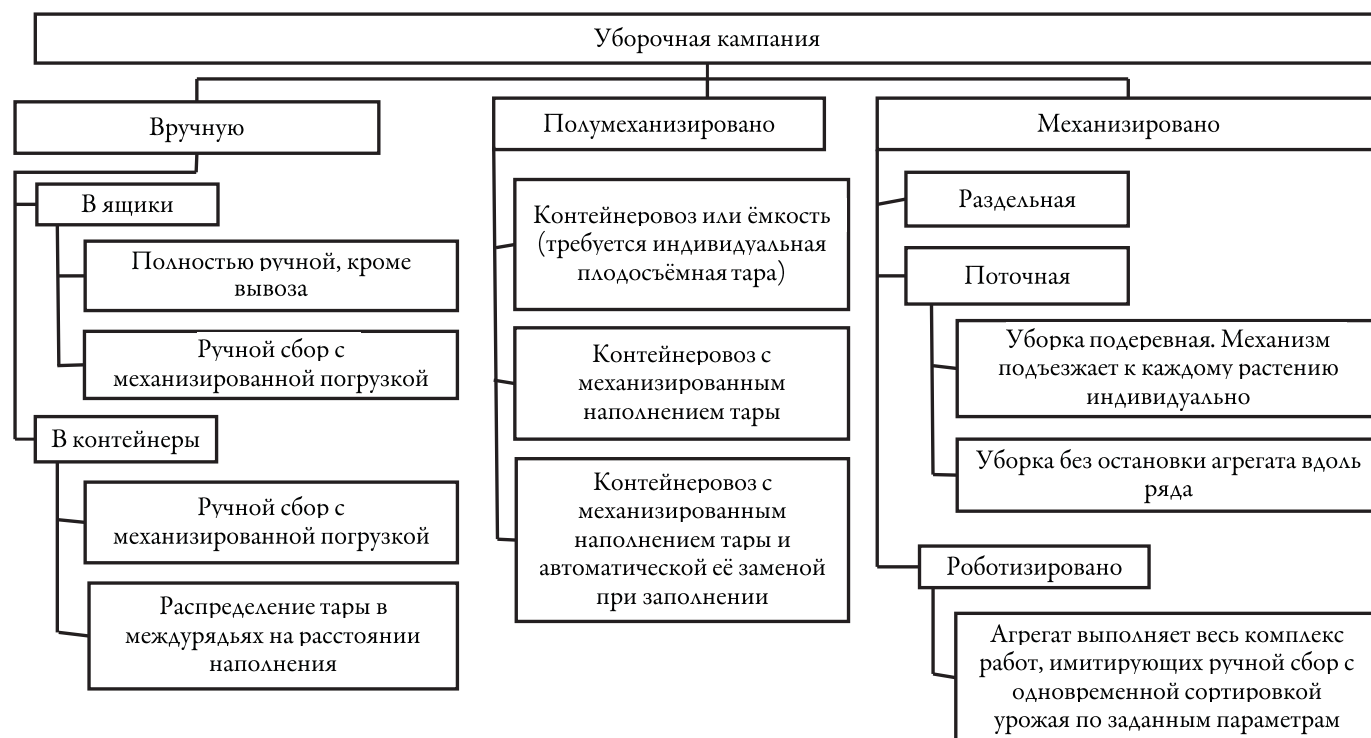 Уборочная кампания
Вручную
В ящики
Полностью ручной, кроме
вывоза
Ручной сбор с
механизированной погрузкой
В контейнеры
Ручной сбор с
механизированной погрузкой
Распределение тары в
междурядьях на расстоянии
наполнения
Полумеханизировано
Контейнеровоз или ёмкость
(требуется индивидуальная
плодосъёмная тара)
Контейнеровоз с
механизированным
наполнением тары
Контейнеровоз с
механизированным
наполнением тары и
автоматической её заменой
при заполнении
Механизировано
Раздельная
Поточная
Уборка подеревная. Механизм
подъезжает к каждому растению
индивидуально
Уборка без остановки агрегата вдоль
ряда
Роботизировано
Агрегат выполняет весь комплекс
работ, имитирующих ручной сбор с
одновременной сортировкой
урожая по заданным параметрам